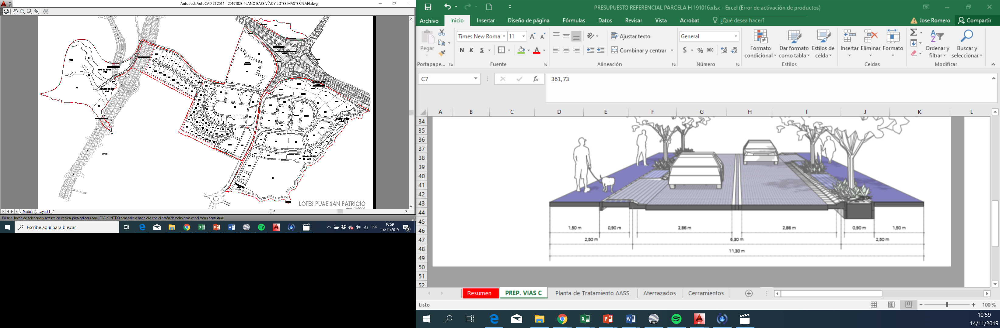 Autodesk AutoCAD LT 2014 20191023 PLANO BASE VÍAS Y LOTES MASTERPLAN.dwg
LOTE
LOTES PUAE SAN PATRICIO
Modelo Layout1
Pulse el botón de selección y arrastre en vertical para aplicar zoom, ESC o INTRO para salir, o haga clic con el botón derecho para ver el menú contextual.
Escribe aquí para buscar
ESP
10:59
14/11/2019
3
PRESUPUESTO REFERENCIAL PARCELA H 191016.xlsx - Excel (Error de activación de productos)
Archivo Inicio Insertar Diseño de página Fórmulas Datos Revisar Vista Acrobat ¿Qué desea hacer? Jose Romero Compartir
Pegar
Times New Roma 11
N K S
Ajustar texto
Combinar y centrar
General
$ % 000
Formato condicional
Dar formato como tabla
Estilos de celda
Insertar Eliminar Formato
Ordenar y filtrar
Buscar y seleccionar
Portapape... Fuente Alineación Número Estilos Celdas Modificar
C7 fx 361,73
A B C D E F G H I J K L
34
35
36
37
38
39
40
41
42
43
44
45
46
47
48
49
50
51
52
1,50 m 0,90 m 2,86 m 2,86 m 0,90 m 1,50 m
2,50 m 6,30 m 2,50 m
11,30 m
Resumen PREP. VIAS C Planta de Tratamiento AASS Aterrazados Cerramientos
Listo 100 %
10:59
14/11/2019